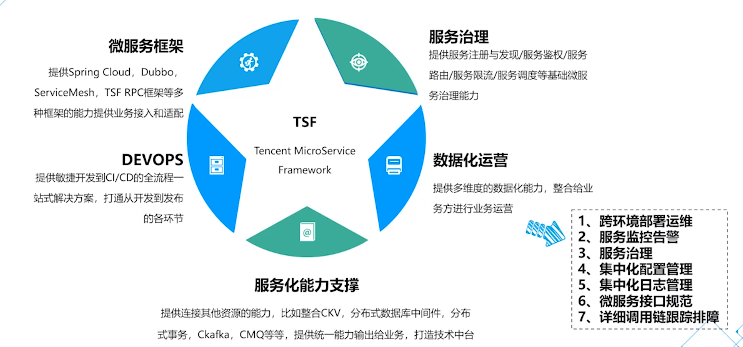 微服务框架
提供Spring Cloud，Dubbo，
ServiceMesh，TSF RPC框架等多
种框架的能力提供业务接入和适配
服务治理
提供服务注册与发现/服务鉴权/服务
路由/服务限流/服务调度等基础微服
务治理能力
TSF
Tencent MicroService
Framework
DEVOPS
提供敏捷开发到CI/CD的全流程一
站式解决方案，打通从开发到发布
的各环节
数据化运营
提供多维度的数据化能力，整合给业
务方进行业务运营
@
服务化能力支撑
提供连接其他资源的能力，比如整合CKV，分布式数据库中间件，分布
式事务，Ckafka，CMQ等等，提供统一能力输出给业务，打造技术中台
1、跨环境部署运维
2、服务监控告警
3、服务治理
4、集中化配置管理
5、集中化日志管理
6、微服务接口规范
7、详细调用链跟踪排障